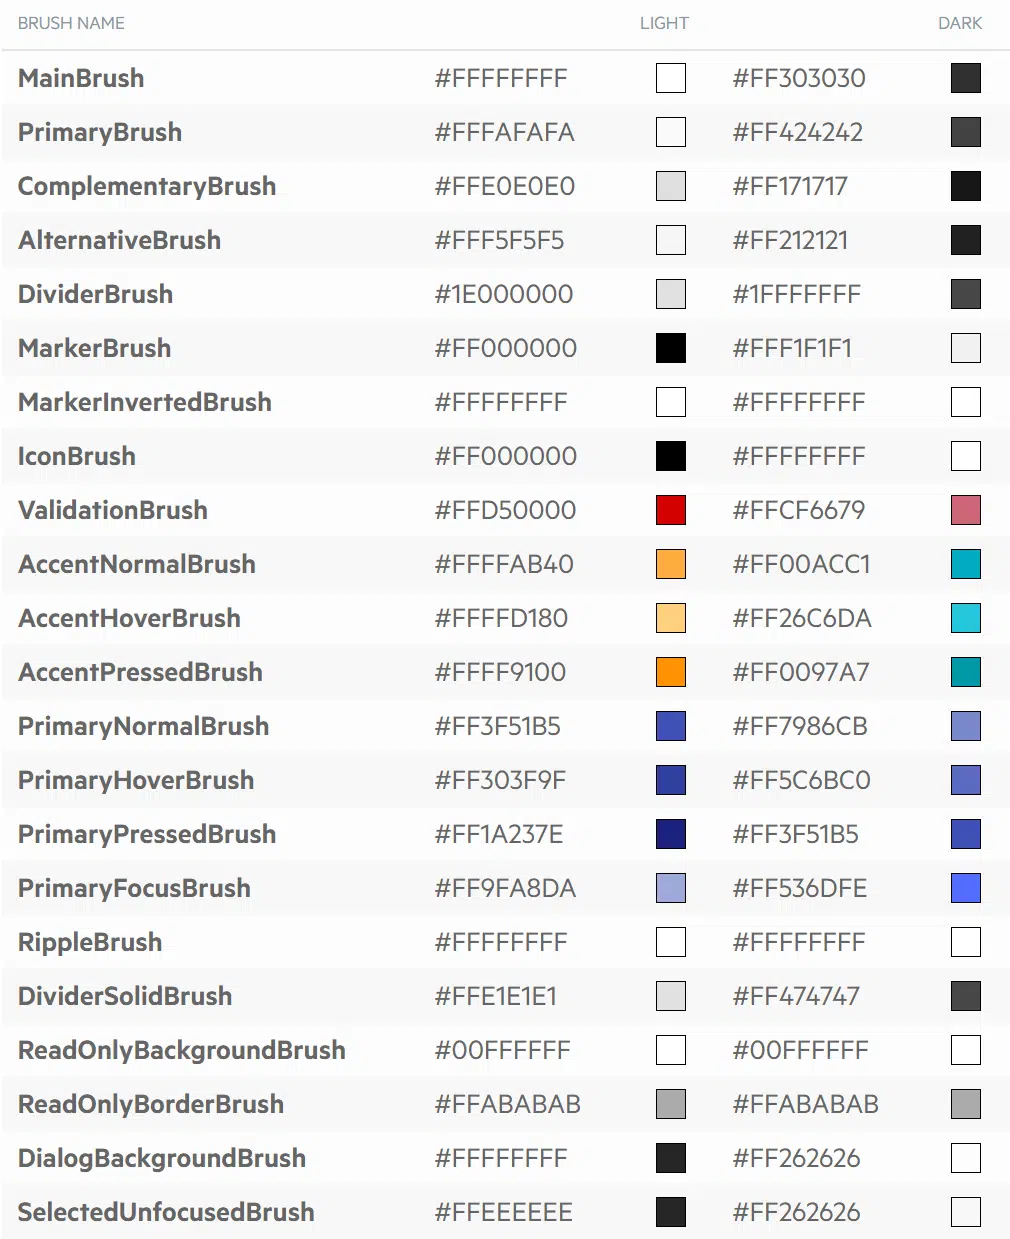 BRUSH NAME LIGHT DARK
MainBrush #FFFFFFFF #FF303030
PrimaryBrush #FFFAFAFA #FF424242
ComplementaryBrush #FFE0E0E0 #FF171717
AlternativeBrush #FFF5F5F5 #FF212121
DividerBrush #1E000000 #1FFFFFFF
MarkerBrush #FF000000 #FFF1F1F1
MarkerInvertedBrush #FFFFFFFF #FFFFFFFF
IconBrush #FF000000 #FFFFFFFF
ValidationBrush #FFD50000 #FFCF6679
AccentNormalBrush #FFFFAB40 #FF00ACC1
AccentHoverBrush #FFFFD180 #FF26C6DA
AccentPressedBrush #FFFF9100 #FF0097A7
PrimaryNormalBrush #FF3F51B5 #FF7986CB
PrimaryHoverBrush #FF303F9F #FF5C6BC0
PrimaryPressedBrush #FF1A237E #FF3F51B5
PrimaryFocusBrush #FF9FA8DA #FF536DFE
RippleBrush #FFFFFFFF #FFFFFFFF
DividerSolidBrush #FFE1E1E1 #FF474747
ReadOnlyBackgroundBrush #00FFFFFF #00FFFFFF
ReadOnlyBorderBrush #FFABABAB #FFABABAB
DialogBackgroundBrush #FFFFFFFF #FF262626
SelectedUnfocusedBrush #FFEEEEEE #FF262626